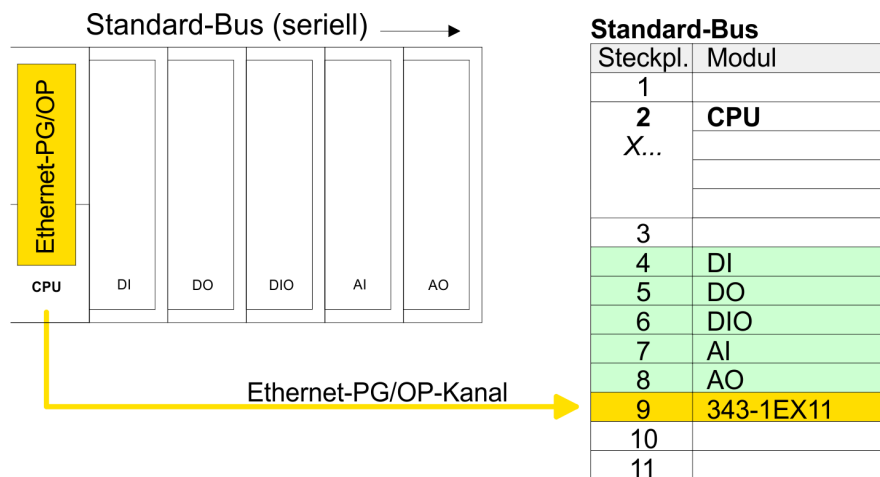 Standard-Bus (seriell)
Ethernet-PG/OP
CPU
DI
DO
DIO
AI
AO
Ethernet-PG/OP-Kanal
Standard-Bus
Steckpl. Modul
1
2 CPU
X...
3
4 DI
5 DO
6 DIO
7 AI
8 AO
9 343-1EX11
10
11